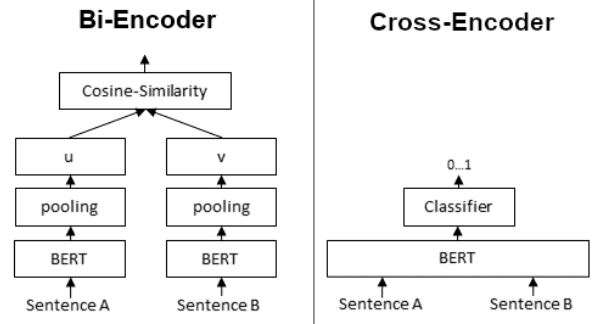 Bi-Encoder
Cosine-Similarity
u
v
pooling
pooling
BERT
BERT
Sentence A
Sentence B
Cross-Encoder
0...1
Classifier
BERT
Sentence A
Sentence B